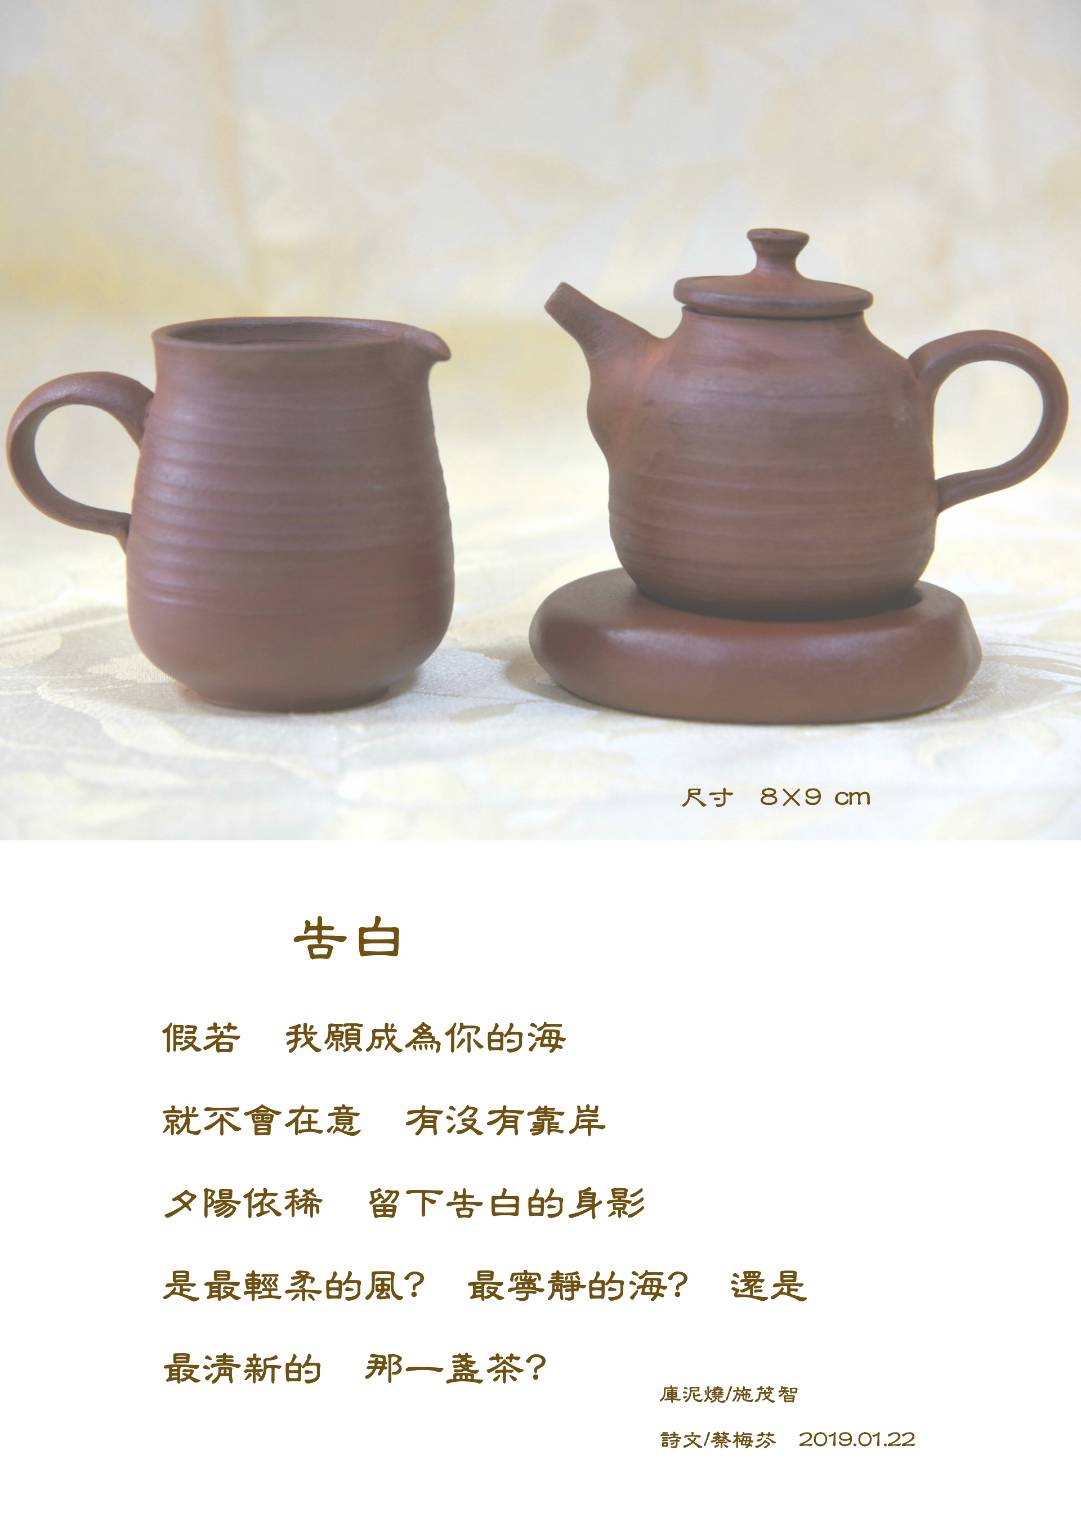 尺寸　8×9 cm
告白
假若　我願成為你的海
就不會在意　有沒有靠岸
夕陽依稀　留下告白的身影
是最輕柔的風?　最寧靜的海?　還是
最清新的　那一盞茶?
庫泥燒/施茂智
詩文/蔡梅芬　2019.01.22